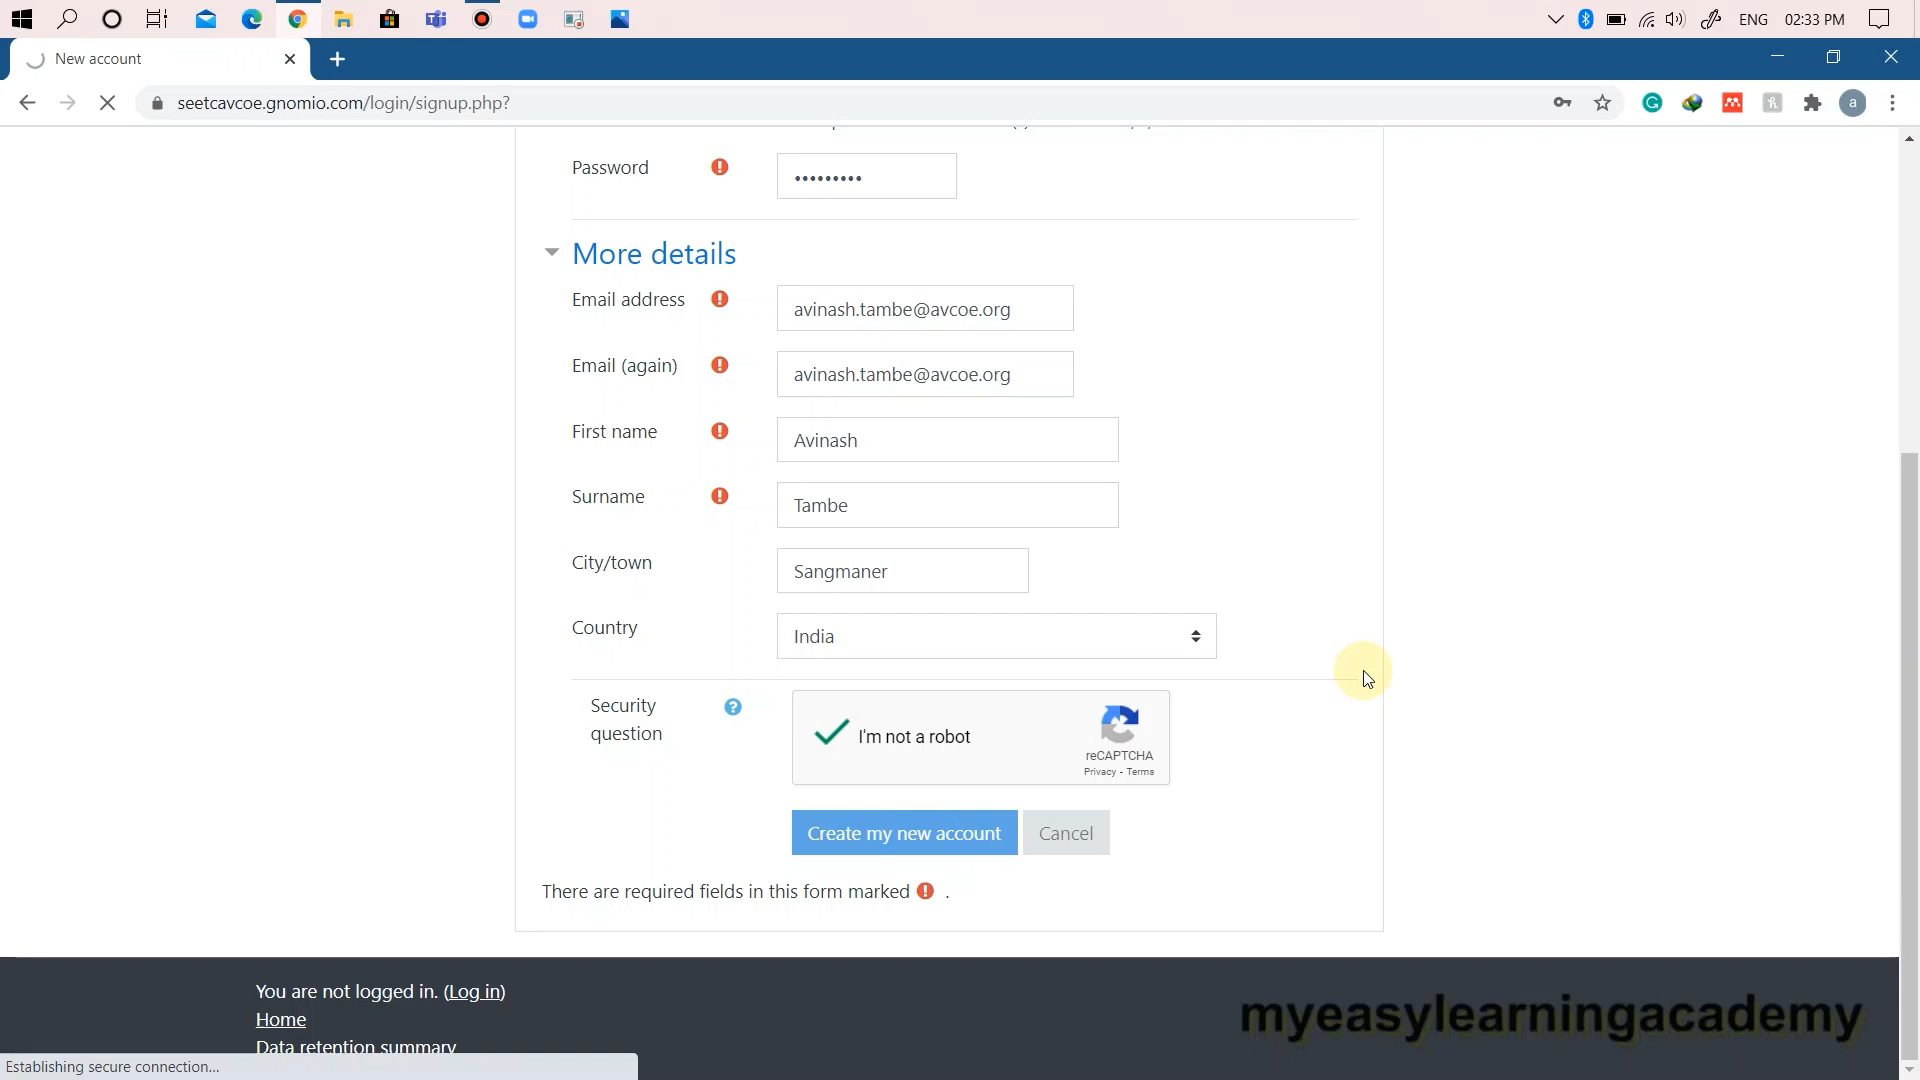 ENG 02:33 PM
New account
seetcavcoe.gnomio.com/login/signup.php?
a
Password
•••••••••
More details
Email address
avinash.tambe@avcoe.org
Email (again)
avinash.tambe@avcoe.org
First name
Avinash
Surname
Tambe
City/town
Sangmaner
Country
India
Security
question
I'm not a robot
reCAPTCHA
Privacy - Terms
Create my new account
Cancel
There are required fields in this form marked .
You are not logged in. (Log in)
Home
Data retention summary
myeasylearningacademy
Establishing secure connection...